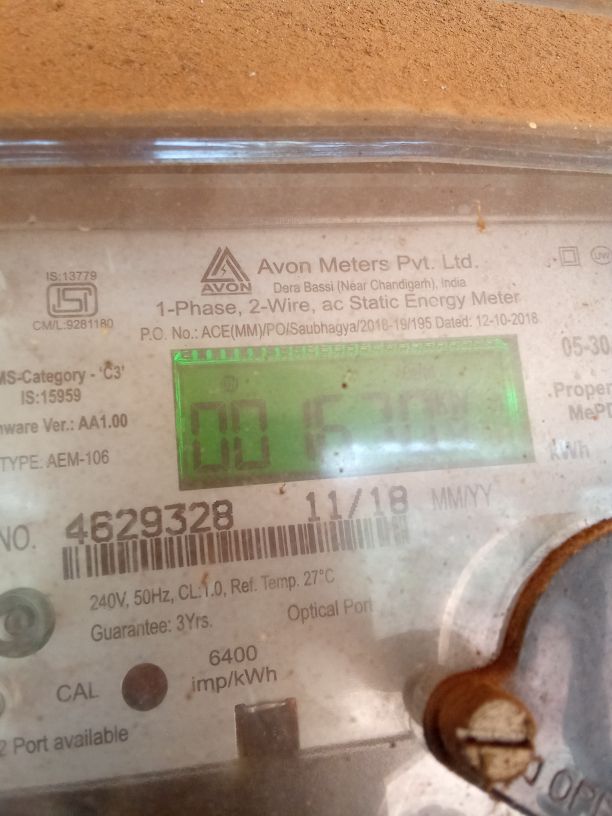 IS:13779
ISI
CM/L:9281180
AVON
Avon Meters Pvt. Ltd.
Dera Bassi (Near Chandigarh), India
1-Phase, 2-Wire, ac Static Energy Meter
P.O. No.: ACE(MM)/PO/Saubhagya/2018-19/195 Dated: 12-10-2018
MS-Category - 'C3'
IS:15959
ware Ver.: AA1.00
TYPE: AEM-106
05-30
Proper
MePD
kWh
NO. 4629328 11/18 MM/YY
240V, 50Hz, CL:1.0, Ref. Temp. 27°C
Guarantee: 3Yrs.
Optical Port
CAL
6400
imp/kWh
2 Port available